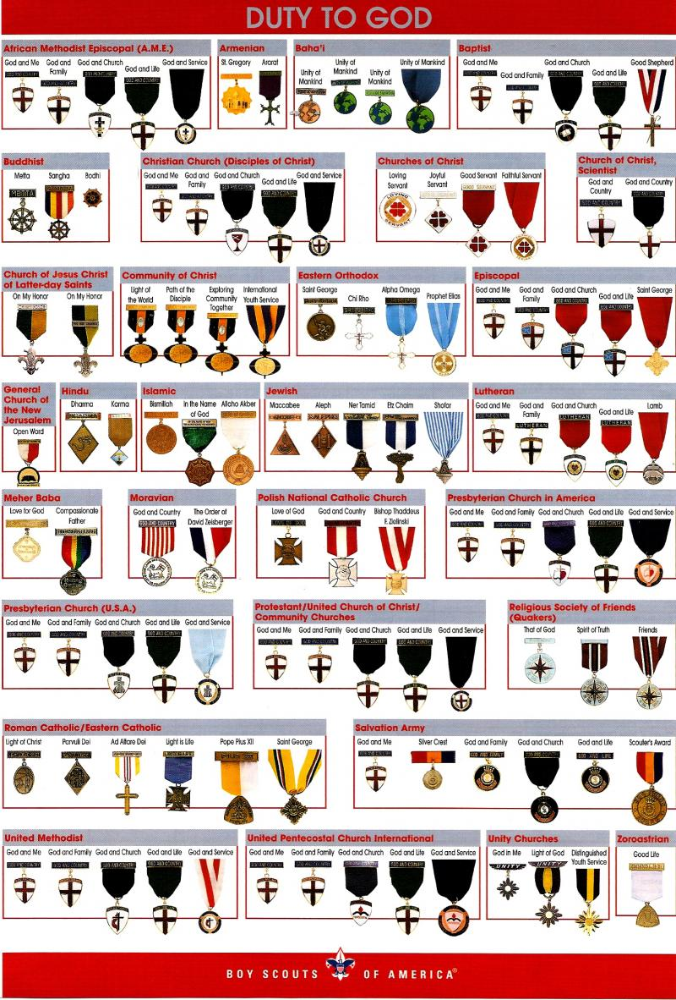 DUTY TO GOD
African Methodist Episcopal (A.M.E.)
God and Me
God and Family
God and Church
God and Life
God and Service
Armenian
St. Gregory
Ararat
Baha'i
Unity of Mankind
Unity of Mankind
Unity of Mankind
Unity of Mankind
Baptist
God and Me
God and Family
God and Church
God and Life
Good Shepherd
Buddhist
Metta
Sangha
Bodhi
METTA
Christian Church (Disciples of Christ)
God and Me
God and Family
God and Church
God and Life
God and Service
Churches of Christ
Loving Servant
Joyful Servant
Good Servant
Faithful Servant
LOVING SERVANT
Church of Christ, Scientist
God and Country
God and Country
Church of Jesus Christ of Latter-day Saints
On My Honor
On My Honor
Community of Christ
Light of the World
Path of the Disciple
Exploring Community Together
International Youth Service
Eastern Orthodox
Saint George
Chi Rho
Alpha Omega
Prophet Elias
Episcopal
God and Me
God and Family
God and Church
God and Life
Saint George
General Church of the New Jerusalem
Open Word
Hindu
Dharma
Karma
Islamic
Bismillah
In the Name of God
Allaho Akber
Jewish
Maccabee
Aleph
Ner Tamid
Etz Chaim
Shofar
Lutheran
God and Me
God and Family
God and Church
God and Life
Lamb
LUTHERAN
LUTHERAN
LUTHERAN
Meher Baba
Love for God
Compassionate Father
Moravian
God and Country
The Order of David Zeisberger
GOD AND COUNTRY
Polish National Catholic Church
Love of God
God and Country
Bishop Thaddeus F. Zielinski
Presbyterian Church in America
God and Me
God and Family
God and Church
God and Life
God and Service
Presbyterian Church (U.S.A.)
God and Me
God and Family
God and Church
God and Life
God and Service
Protestant/United Church of Christ/
Community Churches
God and Me
God and Family
God and Church
God and Life
God and Service
Religious Society of Friends (Quakers)
That of God
Spirit of Truth
Friends
Roman Catholic/Eastern Catholic
Light of Christ
Parvuli Dei
Ad Altare Dei
Light is Life
Pope Pius XII
Saint George
Salvation Army
God and Me
Silver Crest
God and Family
God and Church
God and Life
Scouter's Award
GOD AND FAMILY
GOD AND LIFE
United Methodist
God and Me
God and Family
God and Church
God and Life
God and Service
United Pentecostal Church International
God and Me
God and Family
God and Church
God and Life
God and Service
Unity Churches
God in Me
Light of God
Distinguished Youth Service
UNITY
UNITY
Zoroastrian
Good Life
BOY SCOUTS OF AMERICA®